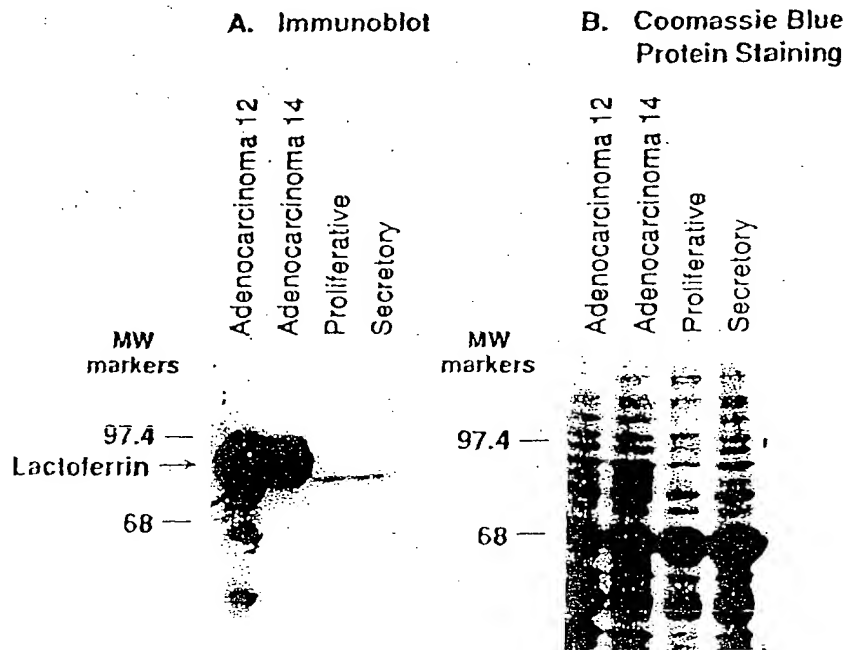 A. Immunoblot
Adenocarcinoma 12
Adenocarcinoma 14
Proliferative
Secretory
MW
markers
97.4
Lactoferrin
68
B. Coomassie Blue
Protein Staining
Adenocarcinoma 12
Adenocarcinoma 14
Proliferative
Secretory
MW
markers
97.4
68